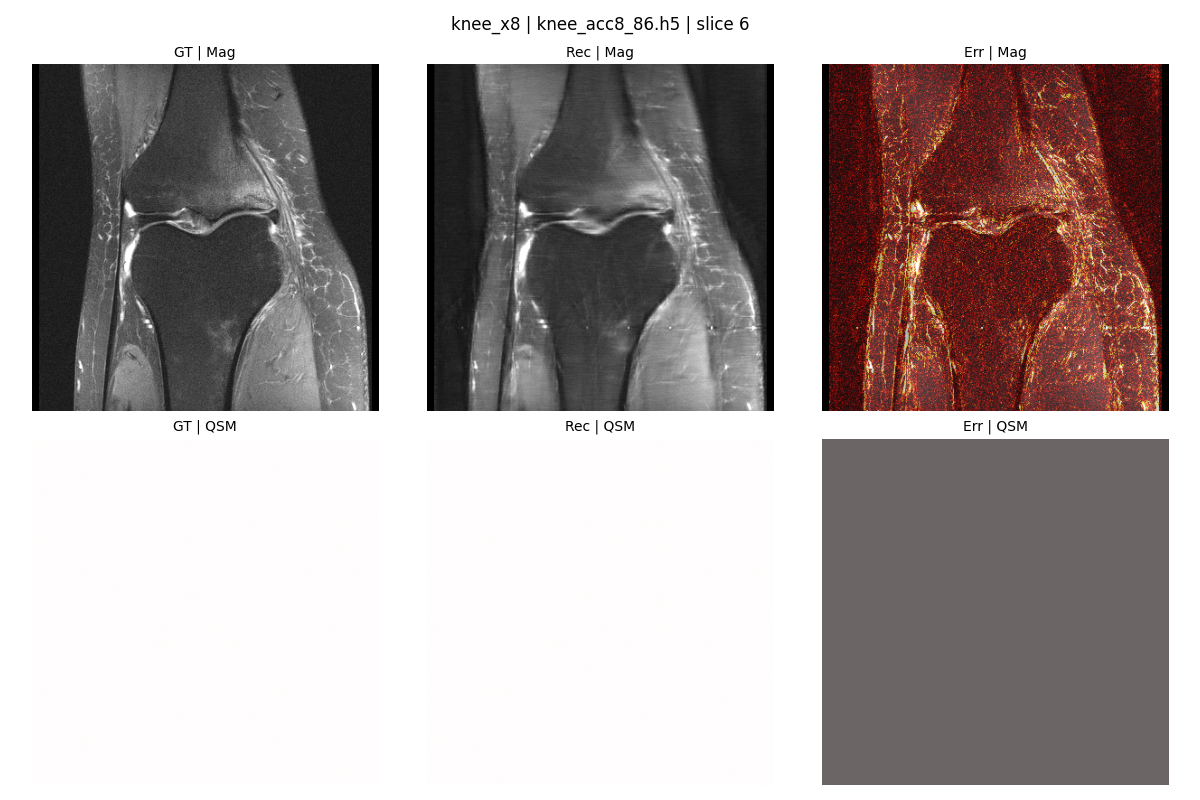 knee_x8 | knee_acc8_86.h5 | slice 6
GT | Mag
Rec | Mag
Err | Mag
GT | QSM
Rec | QSM
Err | QSM